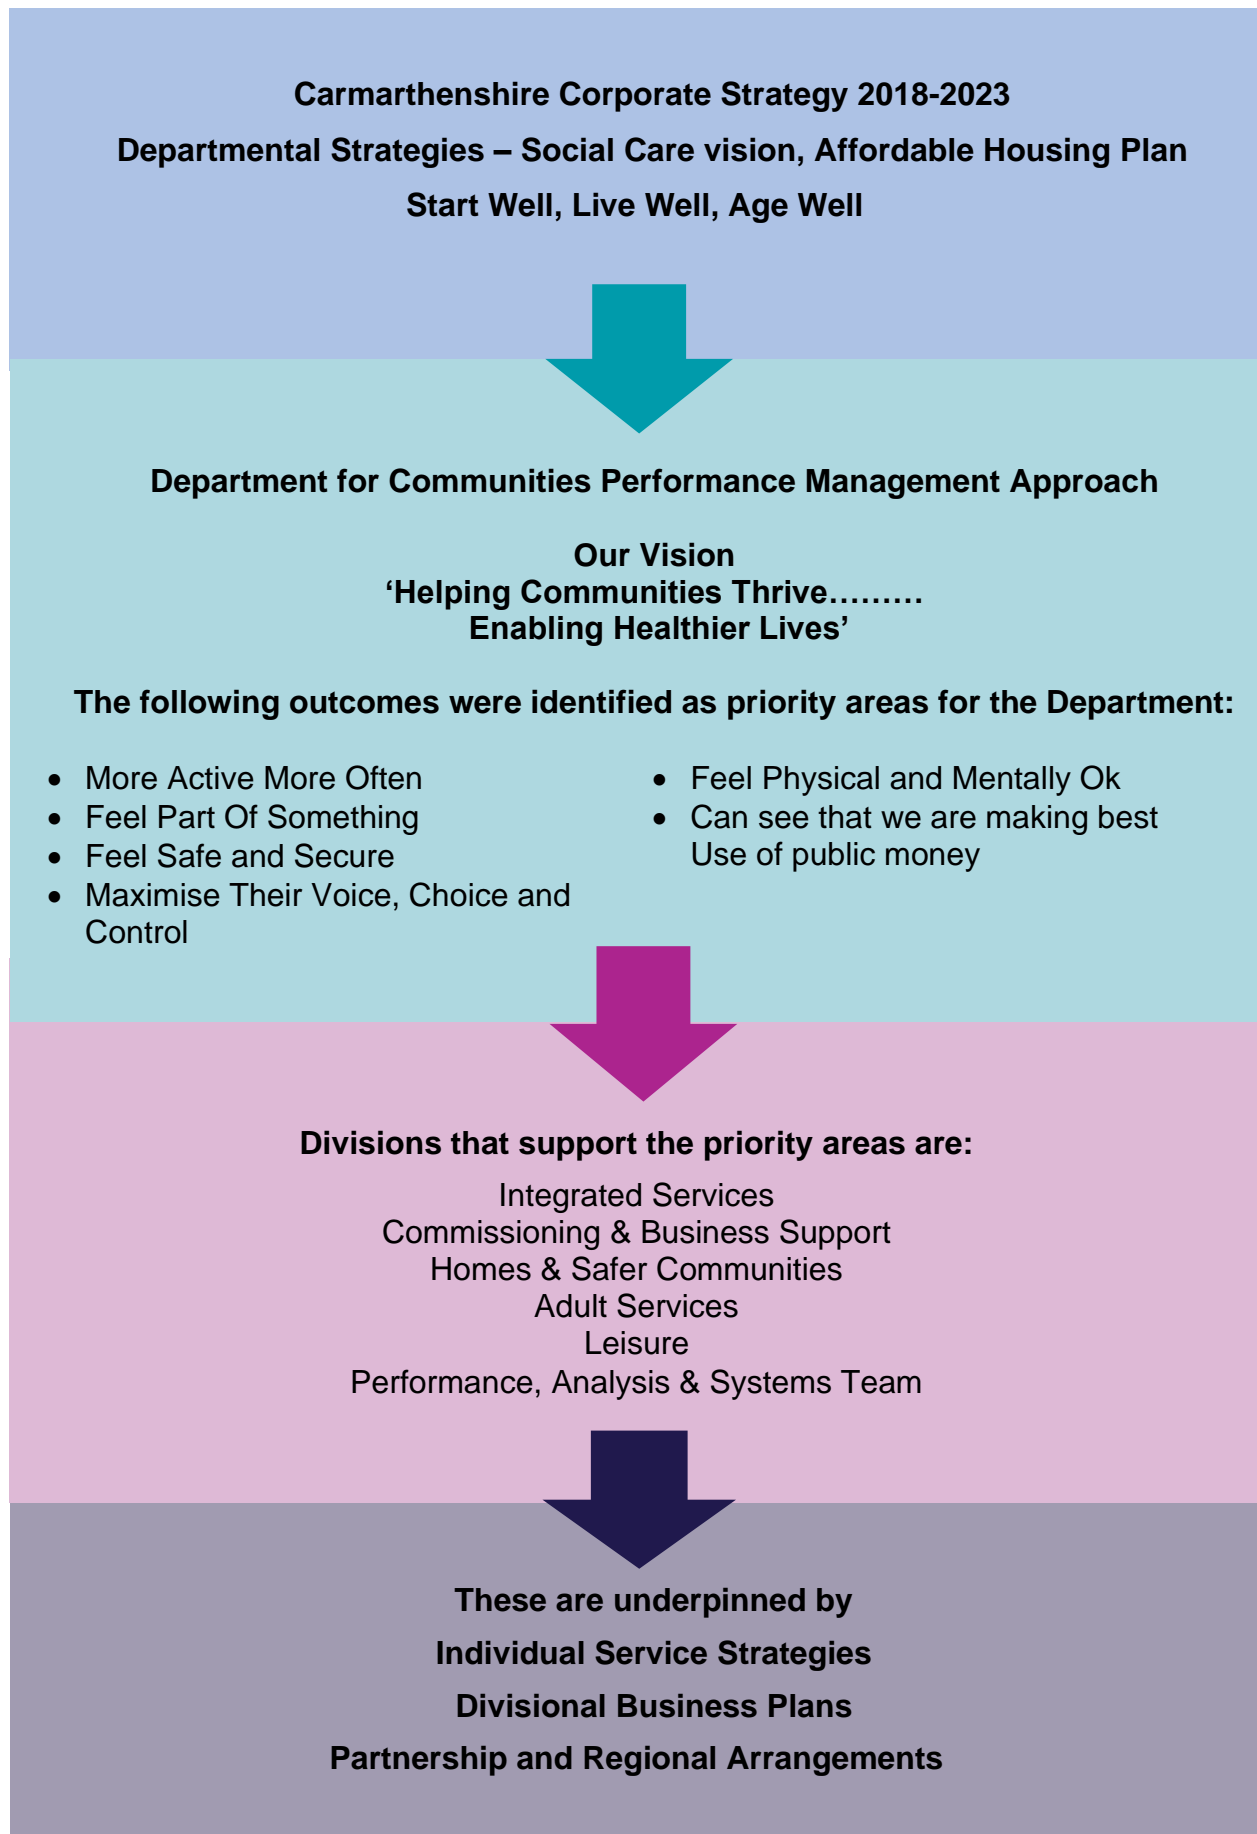 Carmarthenshire Corporate Strategy 2018-2023
Departmental Strategies – Social Care vision, Affordable Housing Plan
Start Well, Live Well, Age Well
Department for Communities Performance Management Approach
Our Vision
‘Helping Communities Thrive………
Enabling Healthier Lives’
The following outcomes were identified as priority areas for the Department:
• More Active More Often
• Feel Part Of Something
• Feel Safe and Secure
• Maximise Their Voice, Choice and
Control
• Feel Physical and Mentally Ok
• Can see that we are making best
Use of public money
Divisions that support the priority areas are:
Integrated Services
Commissioning & Business Support
Homes & Safer Communities
Adult Services
Leisure
Performance, Analysis & Systems Team
These are underpinned by
Individual Service Strategies
Divisional Business Plans
Partnership and Regional Arrangements